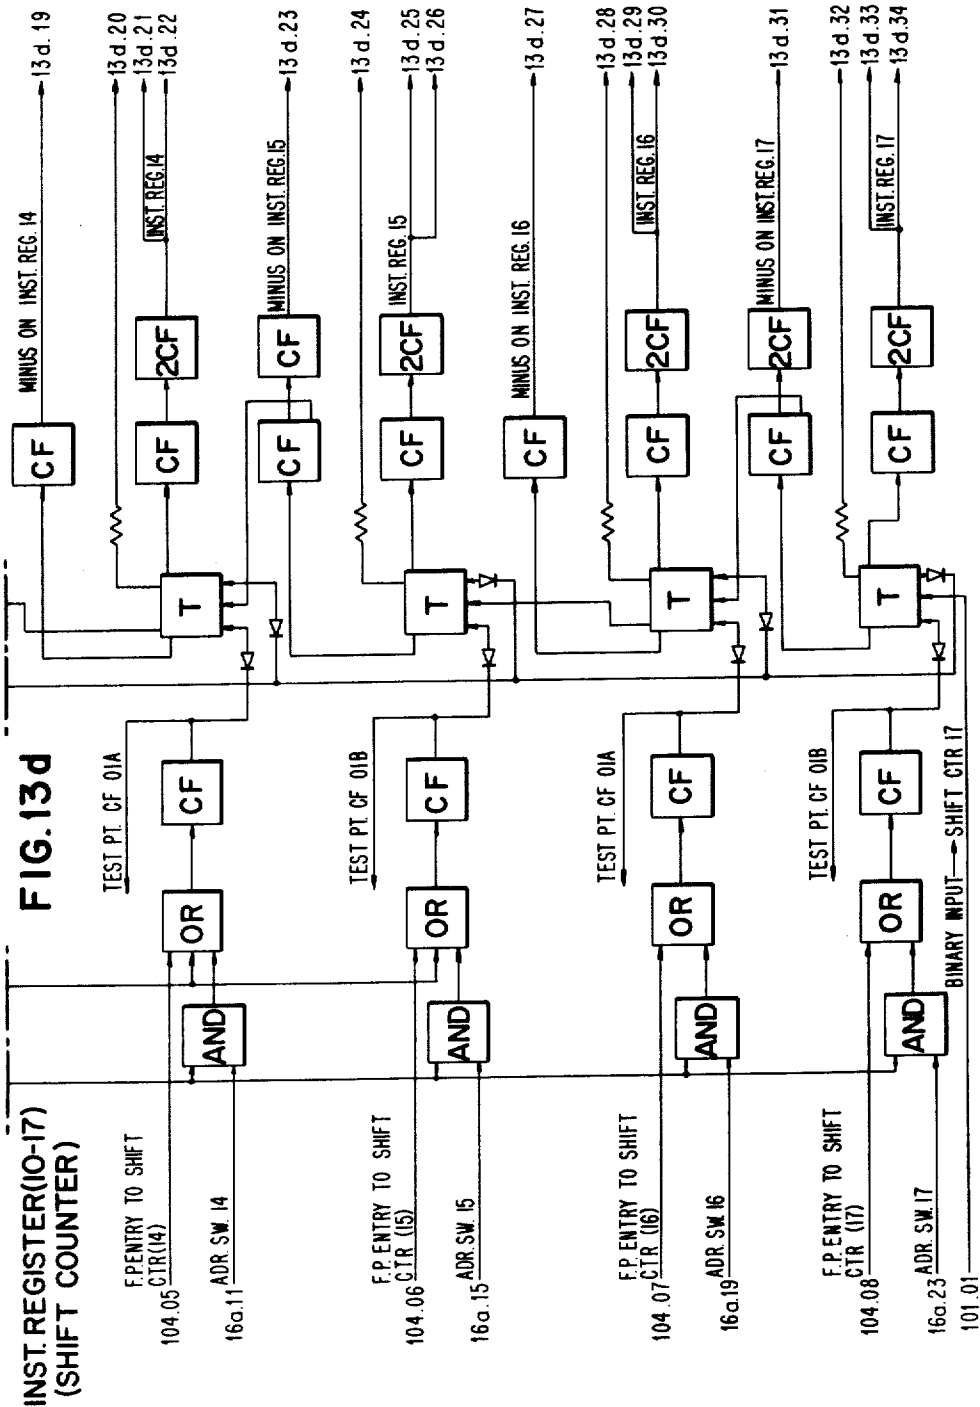 INST. REGISTER (10-17)
(SHIFT COUNTER)
FIG. 13d
F.P. ENTRY TO SHIFT
CTR (14)
104.05
ADR. SW. 14
16a.11
AND
OR
CF
TEST PT. CF 01A
T
CF
MINUS ON INST. REG. 14
13d.19
13d.20
CF
2CF
INST. REG. 14
13d.21
13d.22
F.P. ENTRY TO SHIFT
CTR (15)
104.06
ADR. SW. 15
16a.15
AND
OR
CF
TEST PT. CF 01B
T
CF
CF
MINUS ON INST. REG. 15
13d.23
13d.24
CF
2CF
INST. REG. 15
13d.25
13d.26
F.P. ENTRY TO SHIFT
CTR (16)
104.07
ADR. SW. 16
16a.19
AND
OR
CF
TEST PT. CF 01A
T
CF
MINUS ON INST. REG. 16
13d.27
13d.28
CF
2CF
INST. REG. 16
13d.29
13d.30
F.P. ENTRY TO SHIFT
CTR (17)
104.08
ADR. SW. 17
16a.23
AND
OR
CF
TEST PT. CF 01B
T
CF
2CF
MINUS ON INST. REG. 17
13d.31
13d.32
CF
2CF
INST. REG. 17
13d.33
13d.34
101.01
BINARY INPUT → SHIFT CTR 17